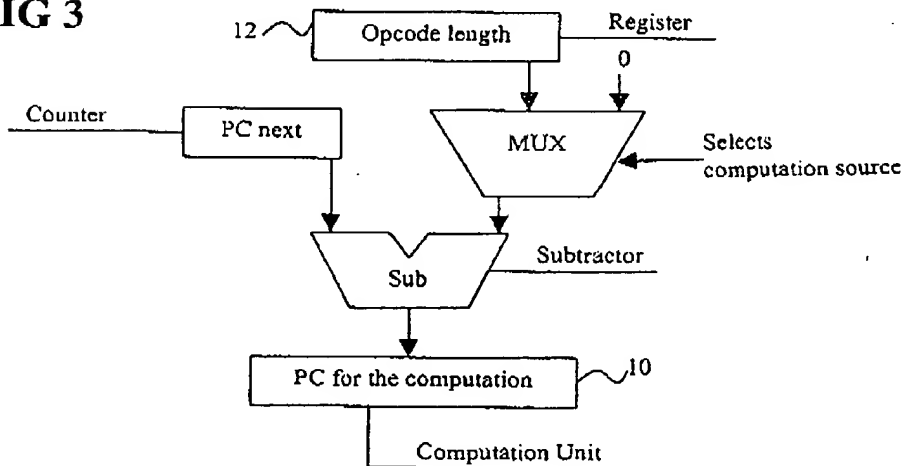 IG 3
12
Opcode length
Register
0
Counter
PC next
MUX
Selects
computation source
Subtractor
Sub
PC for the computation
10
Computation Unit